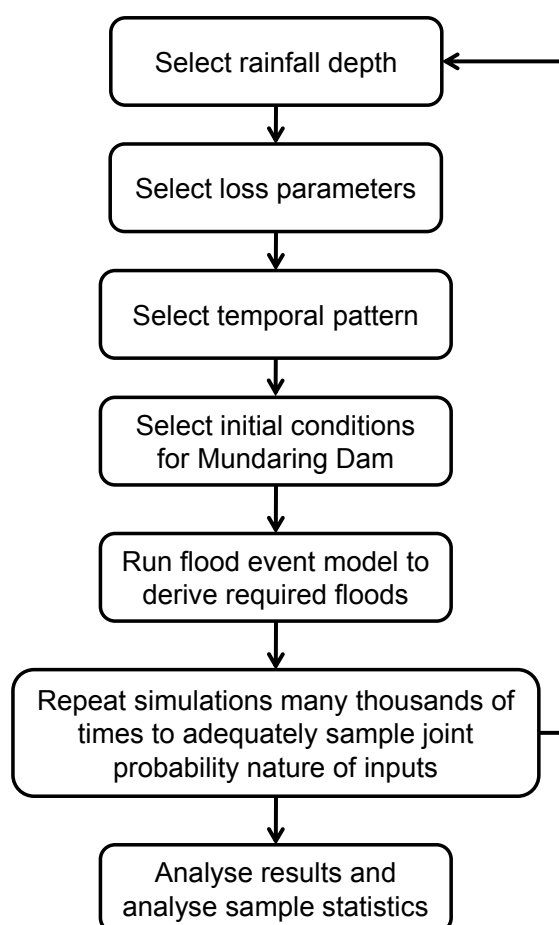 Select rainfall depth
Select loss parameters
Select temporal pattern
Select initial conditions
for Mundaring Dam
Run flood event model to
derive required floods
Repeat simulations many thousands of
times to adequately sample joint
probability nature of inputs
Analyse results and
analyse sample statistics